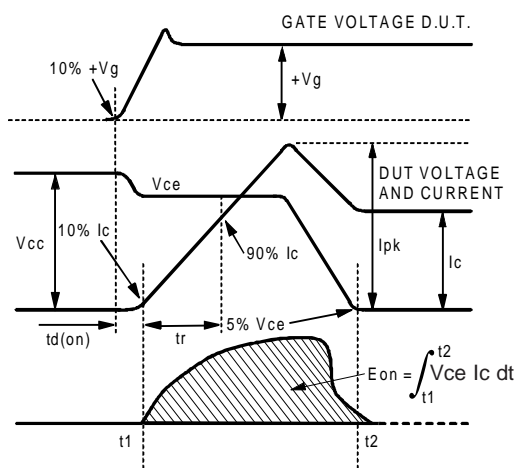 GATE VOLTAGE D.U.T.
10% +Vg
+Vg
Vce
DUT VOLTAGE
AND CURRENT
Vcc
10% Ic
90% Ic
Ipk
Ic
td(on)
tr
5% Vce
Eon = ∫ Vce Ic dt
t2
t1
t1
t2